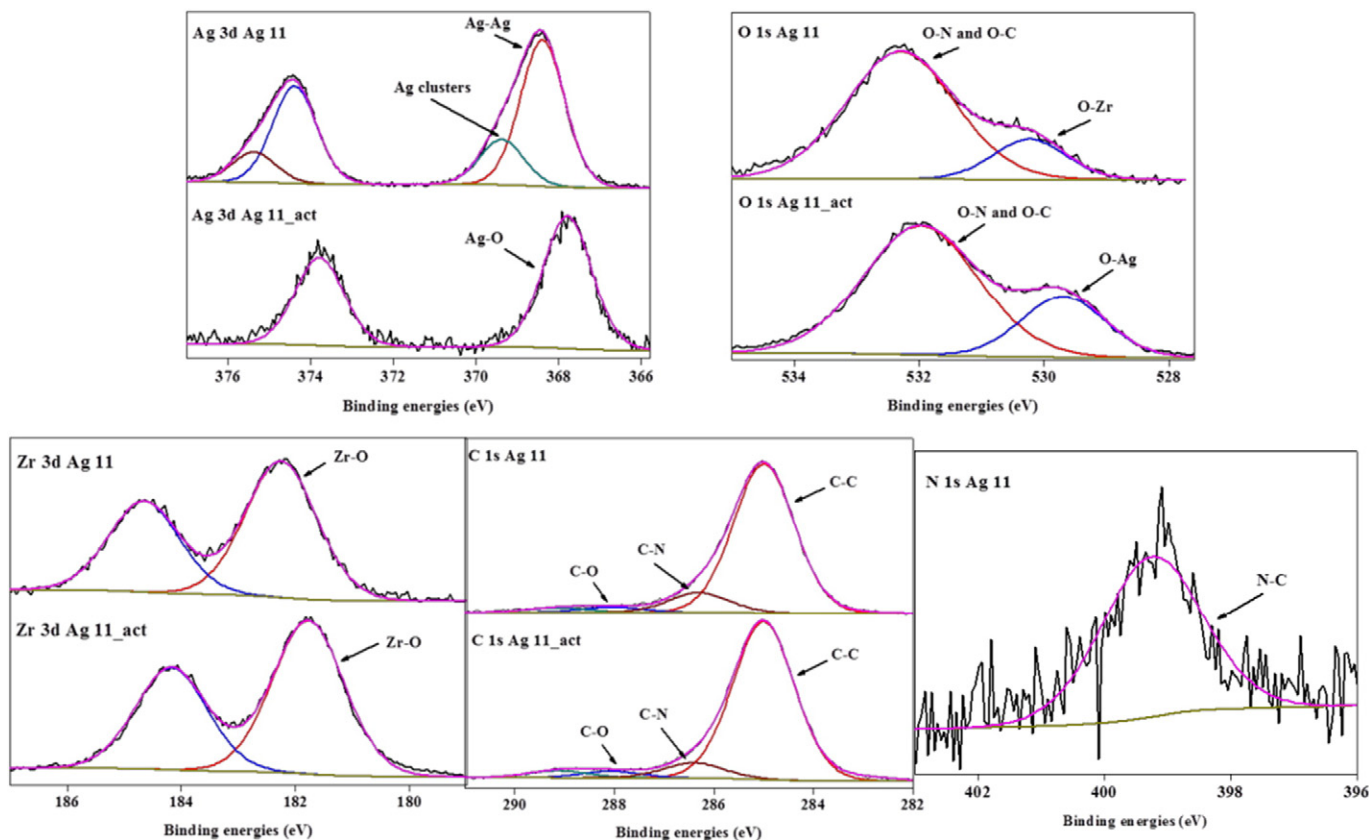 Ag 3d Ag 11
Ag-Ag
Ag clusters
Ag 3d Ag 11_act
Ag-O
376 374 372 370 368 366
Binding energies (eV)
O 1s Ag 11
O-N and O-C
O-Zr
O 1s Ag 11_act
O-N and O-C
O-Ag
534 532 530 528
Binding energies (eV)
Zr 3d Ag 11
Zr-O
Zr 3d Ag 11_act
Zr-O
186 184 182 180
Binding energies (eV)
C 1s Ag 11
C-C
C-N
C-O
C 1s Ag 11_act
C-C
C-N
C-O
290 288 286 284 282
Binding energies (eV)
N 1s Ag 11
N-C
402 400 398 396
Binding energies (eV)